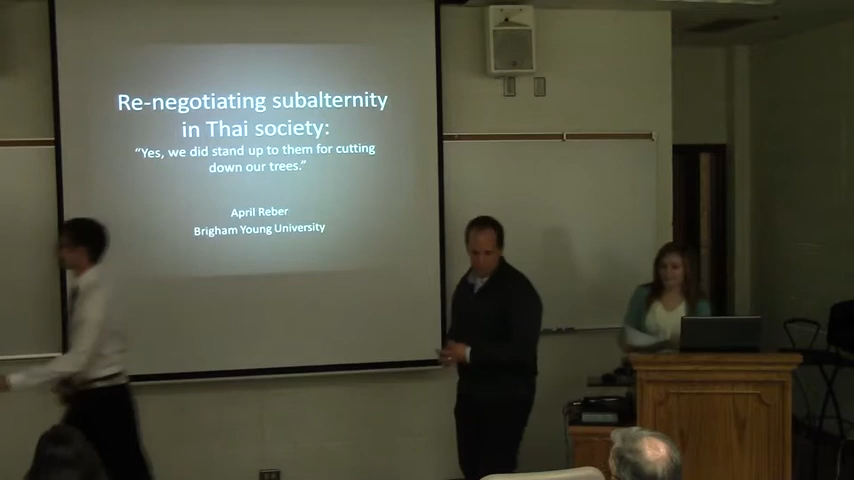 Re-negotiating subalternity
in Thai society:
“Yes, we did stand up to them for cutting
down our trees.”
April Reber
Brigham Young University